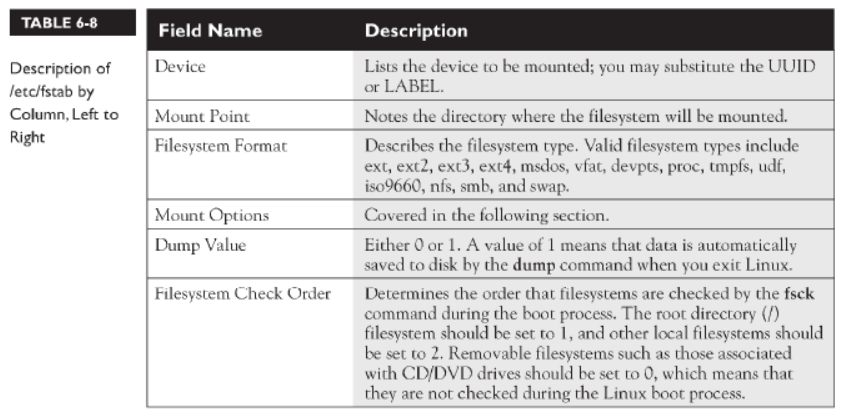 TABLE 6-8
Description of
/etc/fstab by
Column, Left to
Right
Field Name Description
Device Lists the device to be mounted; you may substitute the UUID
or LABEL.
Mount Point Notes the directory where the filesystem will be mounted.
Filesystem Format Describes the filesystem type. Valid filesystem types include
ext, ext2, ext3, ext4, msdos, vfat, devpts, proc, tmpfs, udf,
iso9660, nfs, smb, and swap.
Mount Options Covered in the following section.
Dump Value Either 0 or 1. A value of 1 means that data is automatically
saved to disk by the dump command when you exit Linux.
Filesystem Check Order Determines the order that filesystems are checked by the fsck
command during the boot process. The root directory (/)
filesystem should be set to 1, and other local filesystems should
be set to 2. Removable filesystems such as those associated
with CD/DVD drives should be set to 0, which means that
they are not checked during the Linux boot process.